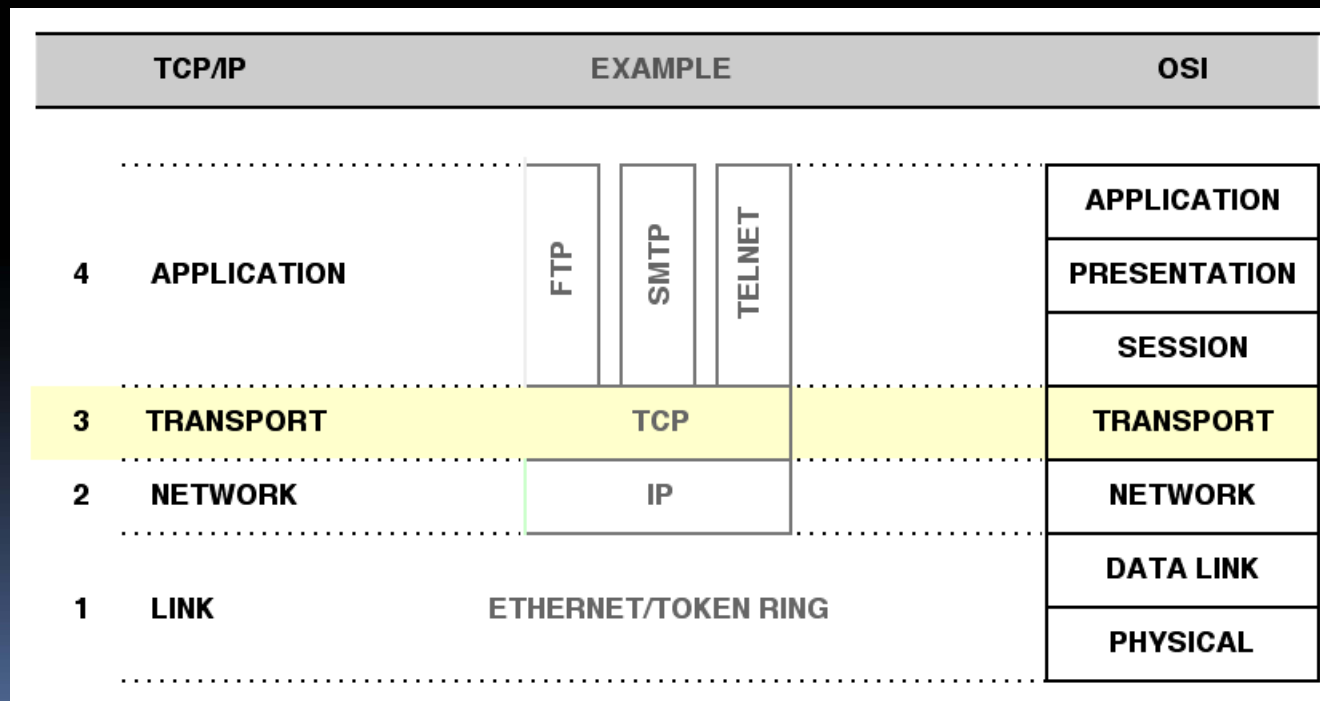 TCP/IP EXAMPLE OSI
APPLICATION
4 APPLICATION FTP SMTP TELNET PRESENTATION
SESSION
3 TRANSPORT TCP TRANSPORT
2 NETWORK IP NETWORK
DATA LINK
1 LINK ETHERNET/TOKEN RING
PHYSICAL